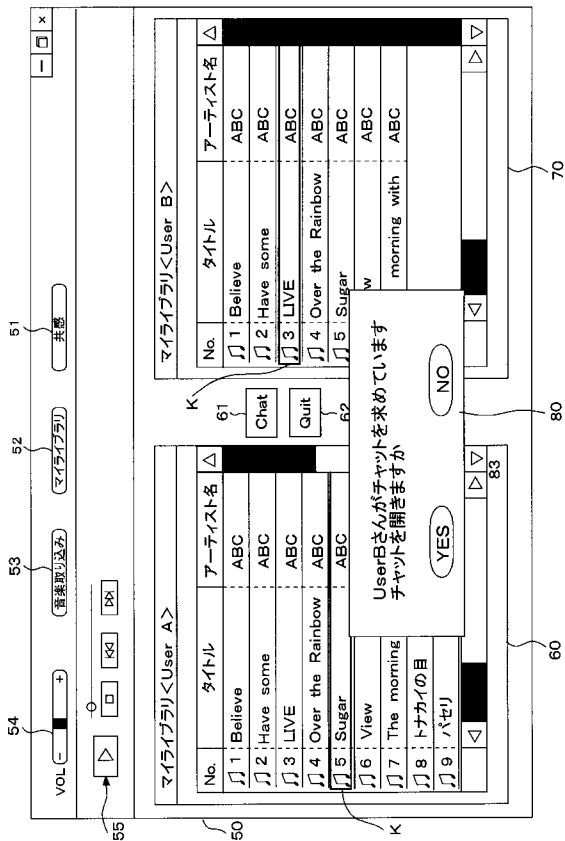 54
53
52
51
VOL − +
音楽取り込み
マイライブラリ
共感
55
50
マイライブラリ<User A>
No. タイトル アーティスト名
1 Believe ABC
2 Have some ABC
3 LIVE ABC
4 Over the Rainbow ABC
5 Sugar ABC
6 View
7 The morning
8 トナカイの目
9 パセリ
K
61
Chat
Quit
62
K
マイライブラリ<User B>
No. タイトル アーティスト名
1 Believe ABC
2 Have some ABC
3 LIVE ABC
4 Over the Rainbow ABC
5 Sugar ABC
w ABC
morning with ABC
UserBさんがチャットを求めています
チャットを開きますか
YES NO
83
60
80
70